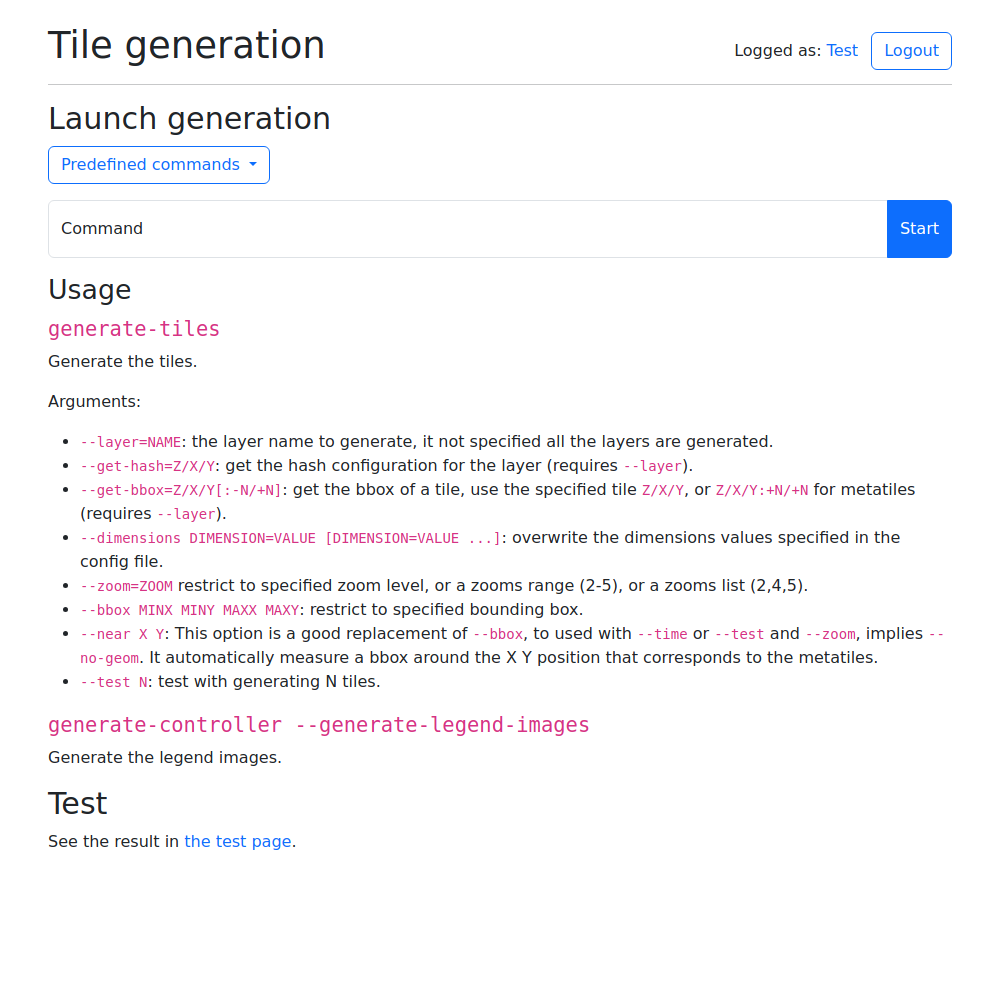 Tile generation
Logged as: Test Logout
Launch generation
Predefined commands
Command Start
Usage
generate-tiles
Generate the tiles.
Arguments:
--layer=NAME: the layer name to generate, it not specified all the layers are generated.
--get-hash=Z/X/Y: get the hash configuration for the layer (requires --layer).
--get-bbox=Z/X/Y[:-N/+N]: get the bbox of a tile, use the specified tile Z/X/Y, or Z/X/Y:+N/+N for metatiles
(requires --layer).
--dimensions DIMENSION=VALUE [DIMENSION=VALUE ...]: overwrite the dimensions values specified in the
config file.
--zoom=ZOOM restrict to specified zoom level, or a zooms range (2-5), or a zooms list (2,4,5).
--bbox MINX MINY MAXX MAXY: restrict to specified bounding box.
--near X Y: This option is a good replacement of --bbox, to used with --time or --test and --zoom, implies --
no-geom. It automatically measure a bbox around the X Y position that corresponds to the metatiles.
--test N: test with generating N tiles.
generate-controller --generate-legend-images
Generate the legend images.
Test
See the result in the test page.